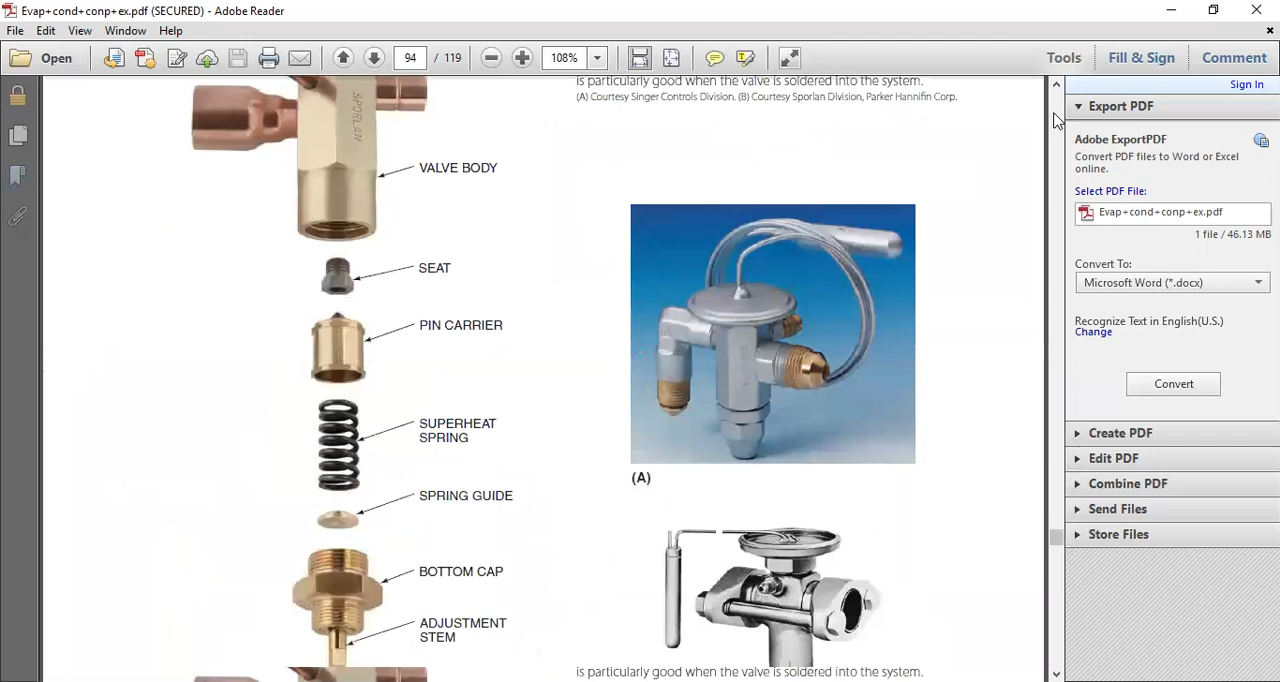 Evap+cond+conp+ex.pdf (SECURED) - Adobe Reader
File Edit View Window Help
Open 94 / 119 108% Tools Fill & Sign Comment
Sign In
Export PDF
Adobe ExportPDF
Convert PDF files to Word or Excel
online.
Select PDF File:
Evap+cond+conp+ex.pdf
1 file / 46.13 MB
Convert To:
Microsoft Word (*.docx)
Recognize Text in English(U.S.)
Change
Convert
Create PDF
Edit PDF
Combine PDF
Send Files
Store Files
is particularly good when the valve is soldered into the system.
(A) Courtesy Singer Controls Division. (B) Courtesy Sporlan Division, Parker Hannifin Corp.
SPORLAN
VALVE BODY
SEAT
PIN CARRIER
SUPERHEAT
SPRING
SPRING GUIDE
BOTTOM CAP
ADJUSTMENT
STEM
(A)
is particularly good when the valve is soldered into the system.